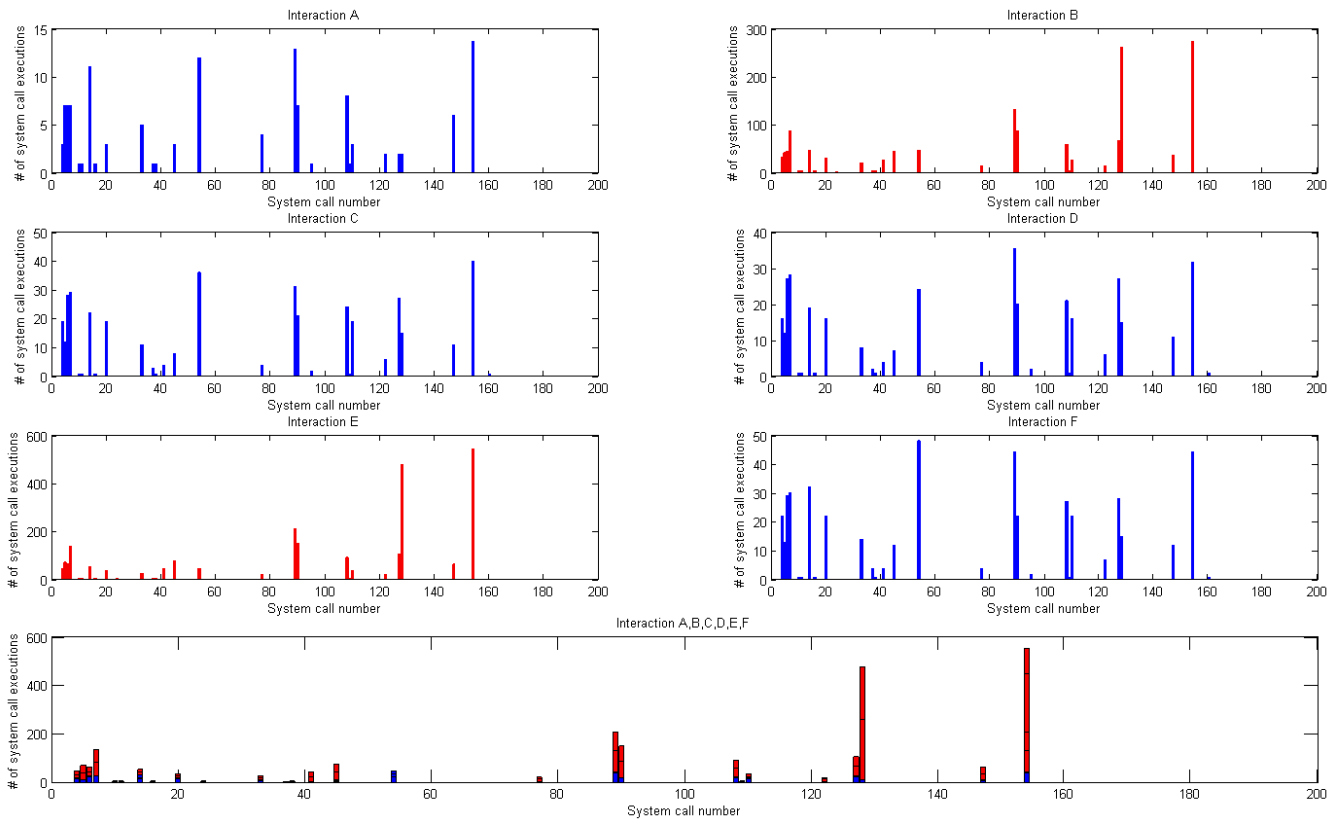 Interaction A
# of system call executions
15
10
5
0
0 20 40 60 80 100 120 140 160 180 200
System call number
Interaction B
# of system call executions
300
200
100
0
0 20 40 60 80 100 120 140 160 180 200
System call number
Interaction C
# of system call executions
50
40
30
20
10
0
0 20 40 60 80 100 120 140 160 180 200
System call number
Interaction D
# of system call executions
40
30
20
10
0
0 20 40 60 80 100 120 140 160 180 200
System call number
Interaction E
# of system call executions
600
400
200
0
0 20 40 60 80 100 120 140 160 180 200
System call number
Interaction F
# of system call executions
50
40
30
20
10
0
0 20 40 60 80 100 120 140 160 180 200
System call number
Interaction A,B,C,D,E,F
# of system call executions
600
400
200
0
0 20 40 60 80 100 120 140 160 180 200
System call number